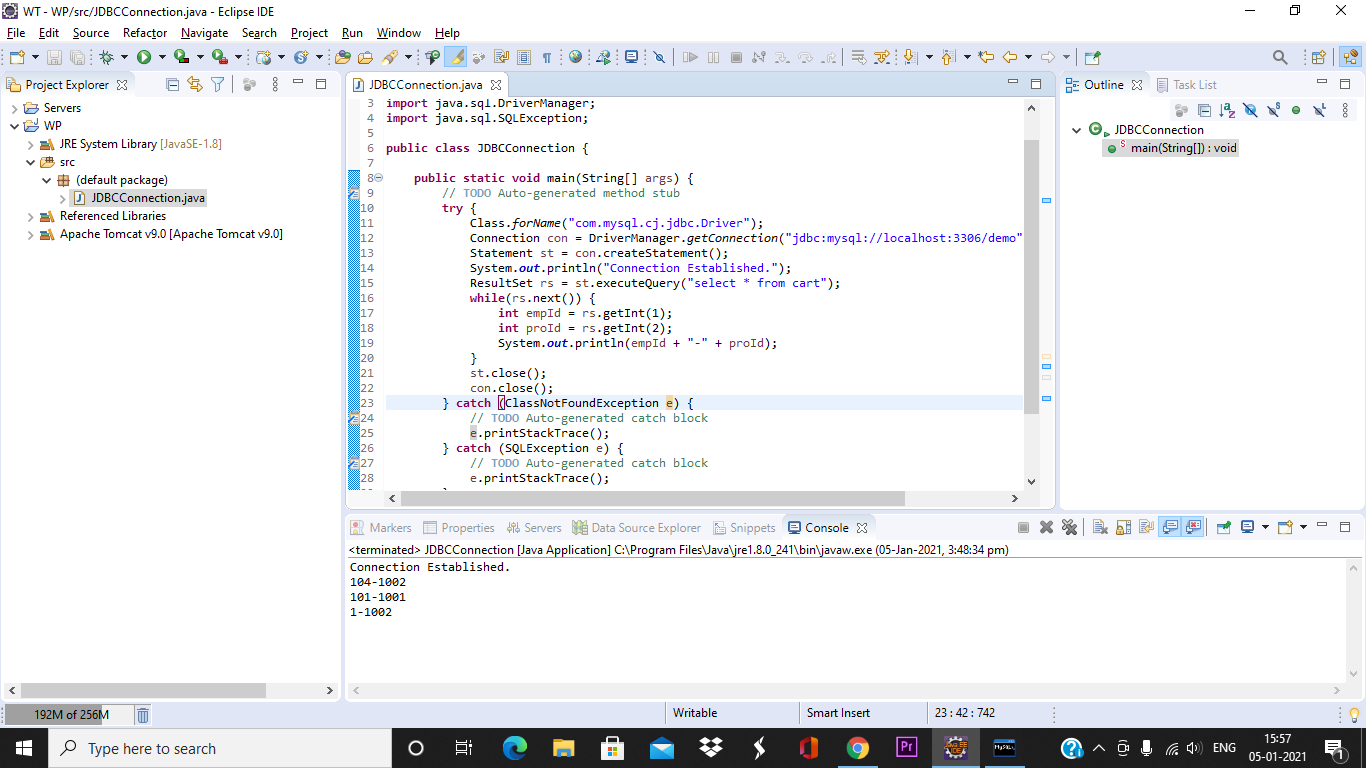 WT - WP/src/JDBCConnection.java - Eclipse IDE
File Edit Source Refactor Navigate Search Project Run Window Help
Project Explorer
Servers
WP
JRE System Library [JavaSE-1.8]
src
(default package)
JDBCConnection.java
Referenced Libraries
Apache Tomcat v9.0 [Apache Tomcat v9.0]
JDBCConnection.java
3 import java.sql.DriverManager;
4 import java.sql.SQLException;
5
6 public class JDBCConnection {
7
8 public static void main(String[] args) {
9 // TODO Auto-generated method stub
10 try {
11 Class.forName("com.mysql.cj.jdbc.Driver");
12 Connection con = DriverManager.getConnection("jdbc:mysql://localhost:3306/demo"
13 Statement st = con.createStatement();
14 System.out.println("Connection Established.");
15 ResultSet rs = st.executeQuery("select * from cart");
16 while(rs.next()) {
17 int empId = rs.getInt(1);
18 int proId = rs.getInt(2);
19 System.out.println(empId + "-" + proId);
20 }
21 st.close();
22 con.close();
23 } catch (ClassNotFoundException e) {
24 // TODO Auto-generated catch block
25 e.printStackTrace();
26 } catch (SQLException e) {
27 // TODO Auto-generated catch block
28 e.printStackTrace();
Outline Task List
JDBCConnection
main(String[]) : void
Markers Properties Servers Data Source Explorer Snippets Console
<terminated> JDBCConnection [Java Application] C:\Program Files\Java\jre1.8.0_241\bin\javaw.exe (05-Jan-2021, 3:48:34 pm)
Connection Established.
104-1002
101-1001
1-1002
192M of 256M
Writable Smart Insert 23 : 42 : 742
Type here to search
ENG
15:57
05-01-2021